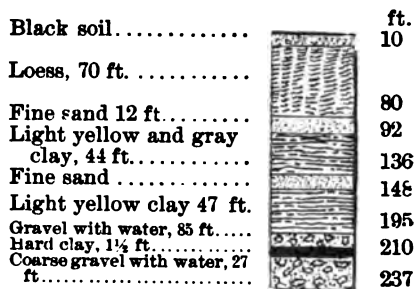 ft.
Black soil.............. 10
Loess, 70 ft. ........... 80
Fine sand 12 ft......... 92
Light yellow and gray
clay, 44 ft............ 136
Fine sand ............. 148
Light yellow clay 47 ft. 195
Gravel with water, 85 ft.....
Hard clay, 1½ ft.......... 210
Coarse gravel with water, 27
ft........................... 237